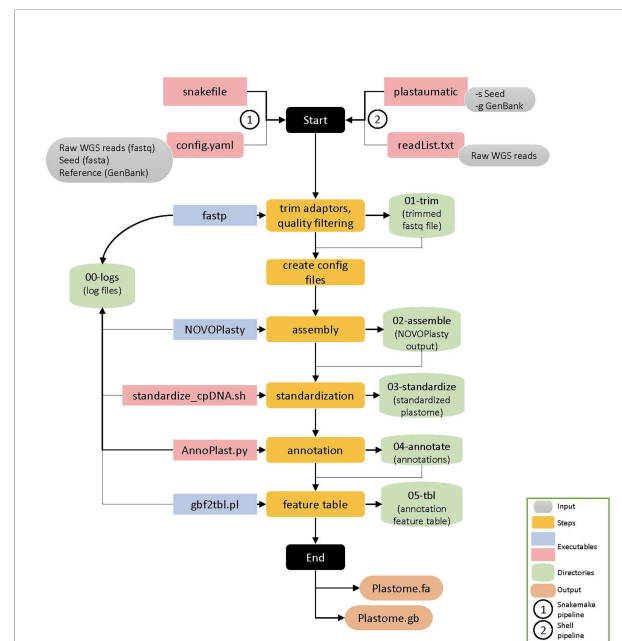 snakefile
plastaumatic
-s Seed
-g GenBank
1
Start
2
Raw WGS reads (fastq)
Seed (fasta)
Reference (GenBank)
config.yaml
readList.txt
Raw WGS reads
fastp
trim adaptors,
quality filtering
01-trim
(trimmed
fastq file)
00-logs
(log files)
create config
files
NOVOPlasty
assembly
02-assemble
(NOVOPlasty
output)
standardize_cpDNA.sh
standardization
03-standardize
(standardized
plastome)
AnnoPlast.py
annotation
04-annotate
(annotations)
gbf2tbl.pl
feature table
05-tbl
(annotation
feature table)
End
Plastome.fa
Plastome.gb
Input
Steps
Executables
Directories
Output
1
Snakemake
pipeline
2
Shell
pipeline